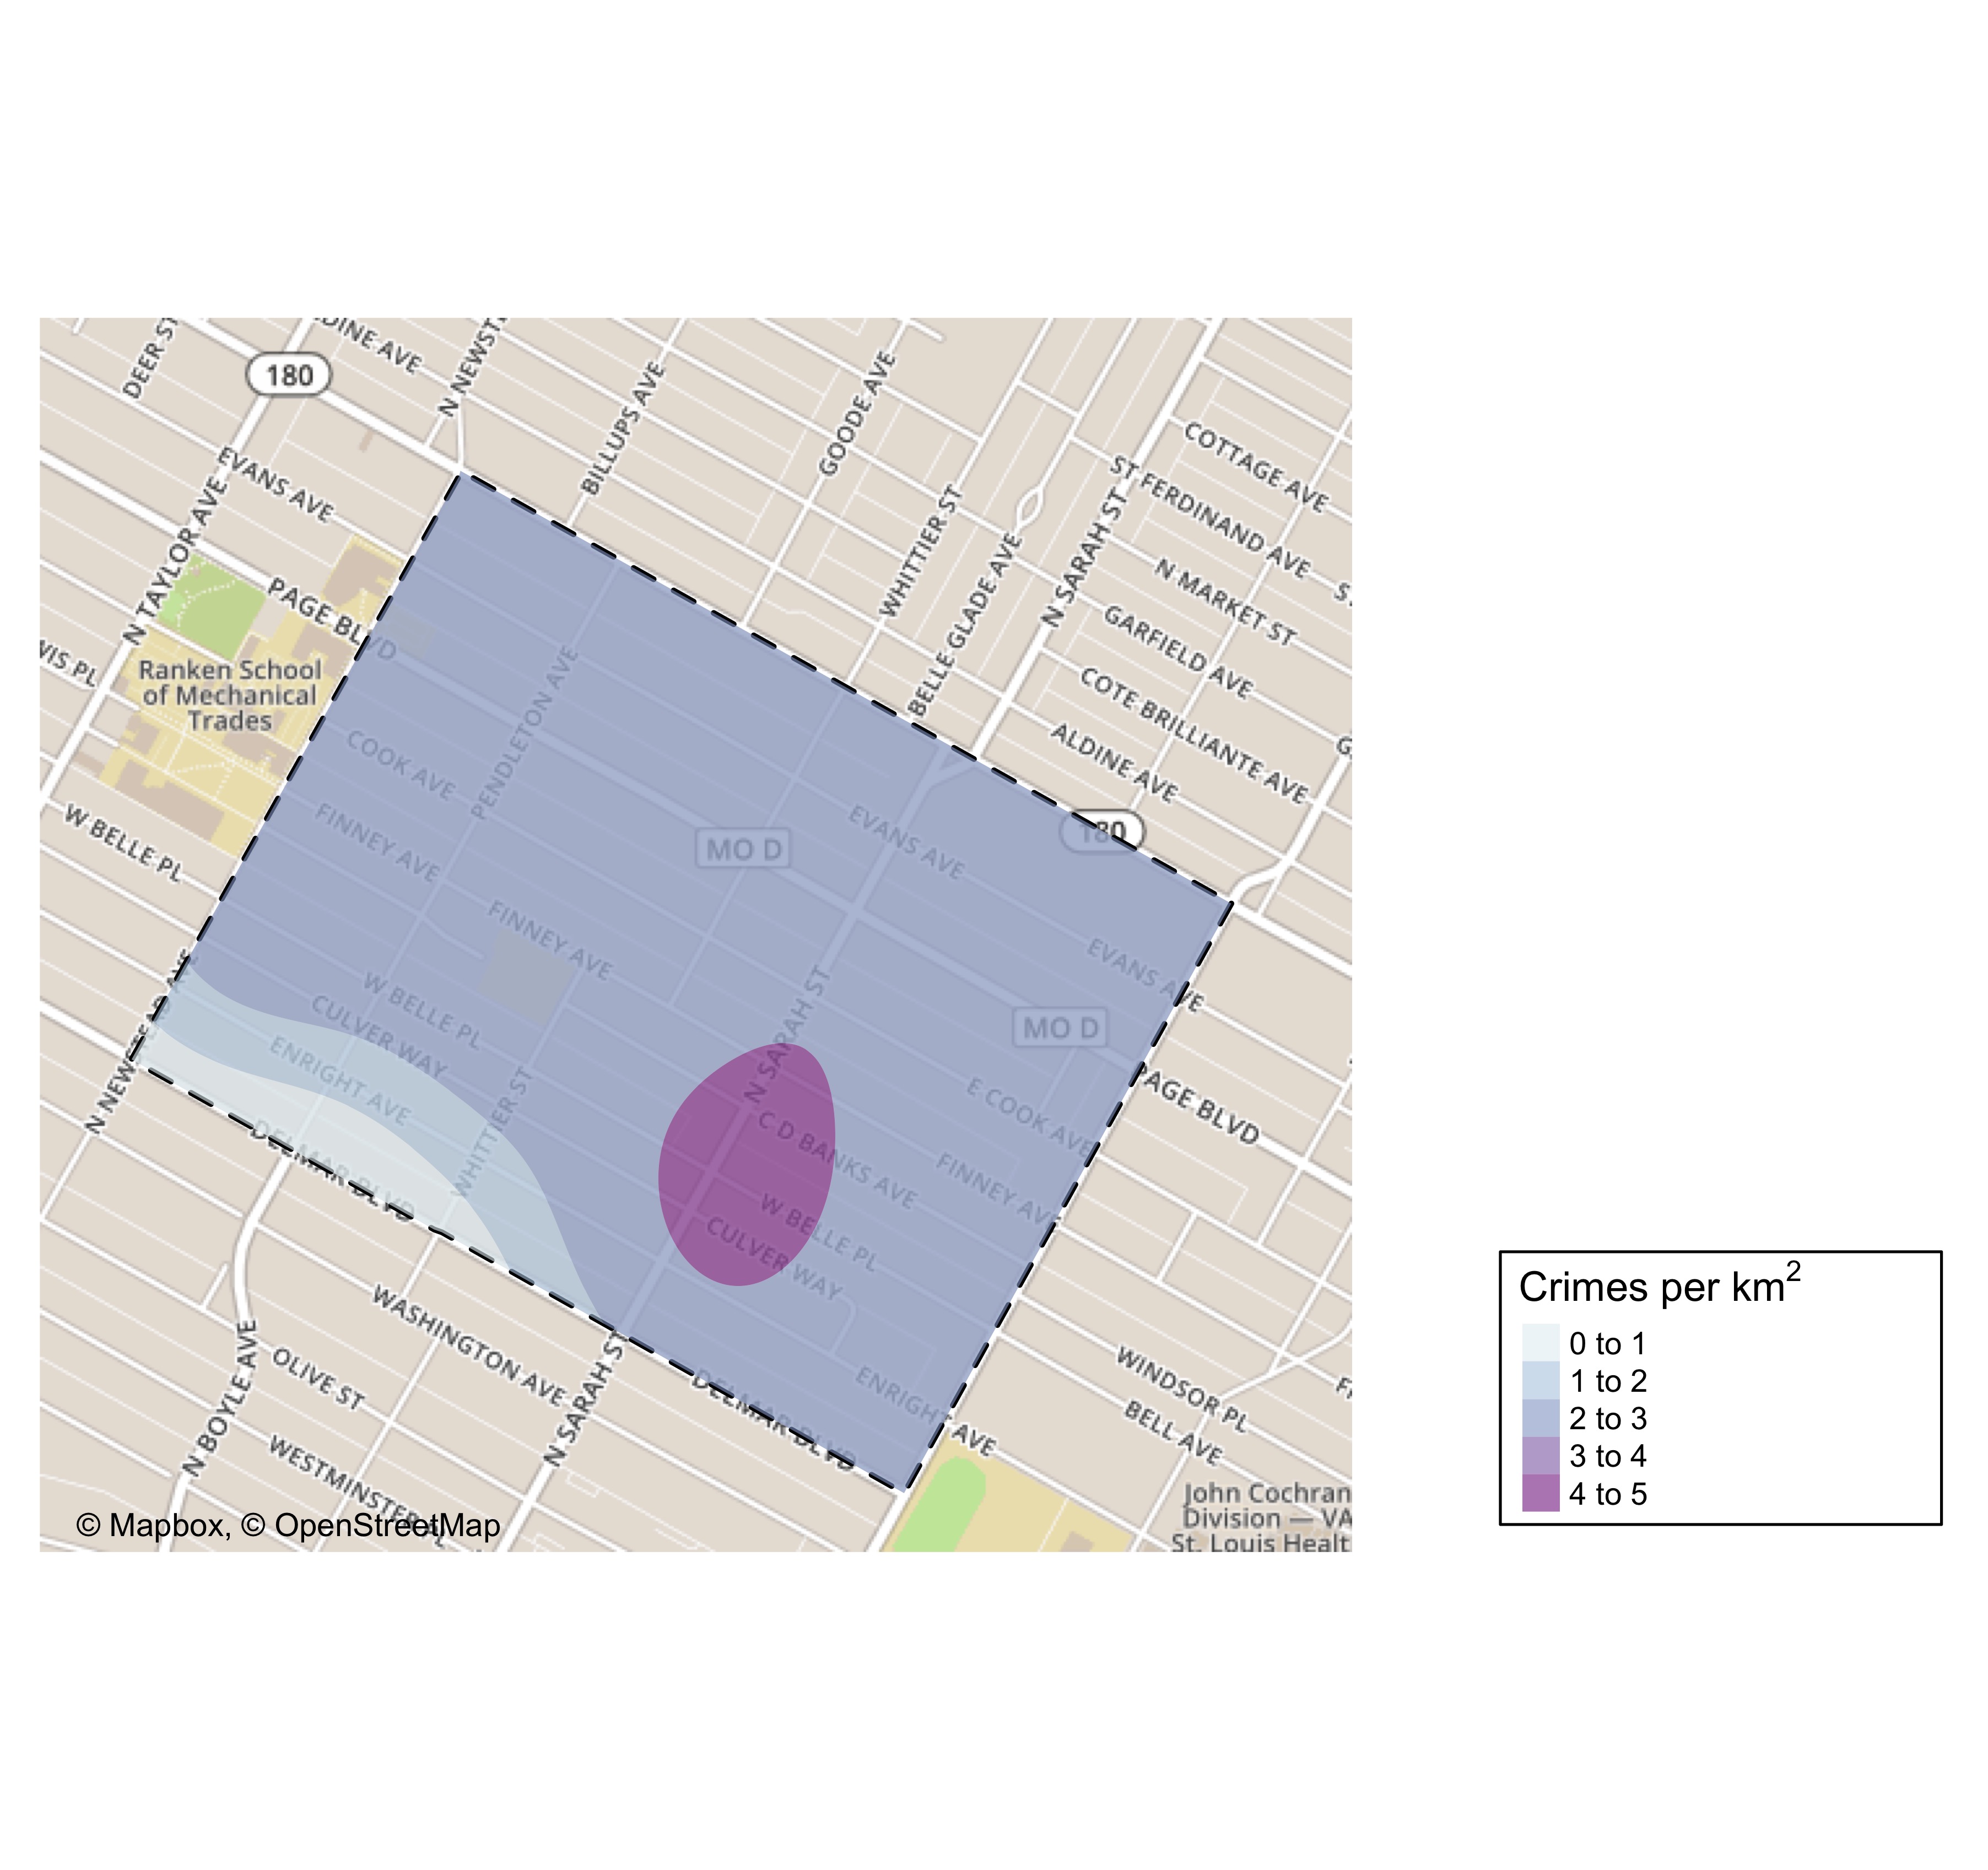 DEER ST
DINE AVE
N NEWST
180
BILLUPS AVE
GOODE AVE
COTTAGE AVE
EVANS AVE
ST FERDINAND AVE
WHITTIER ST
N SARAH ST
BELLE GLADE AVE
N MARKET ST
S
N TAYLOR AVE
PAGE BLVD
GARFIELD AVE
WIS PL
Ranken School
of Mechanical
Trades
PENDLETON AVE
COTE BRILLIANTE AVE
G
COOK AVE
ALDINE AVE
W BELLE PL
FINNEY AVE
MO D
EVANS AVE
180
FINNEY AVE
EVANS AVE
N NEWSTEAD AVE
W BELLE PL
CULVER WAY
N SARAH ST
MO D
ENRIGHT AVE
WHITTIER ST
C D BANKS AVE
E COOK AVE
PAGE BLVD
DELMAR BLVD
FINNEY AVE
W BELLE PL
CULVER WAY
WASHINGTON AVE
N BOYLE AVE
OLIVE ST
N SARAH ST
DELMAR BLVD
ENRIGHT AVE
WINDSOR PL
BELL AVE
F
WESTMINSTER PL
John Cochran
Division — VA
St. Louis Healt
© Mapbox, © OpenStreetMap
Crimes per km²
0 to 1
1 to 2
2 to 3
3 to 4
4 to 5